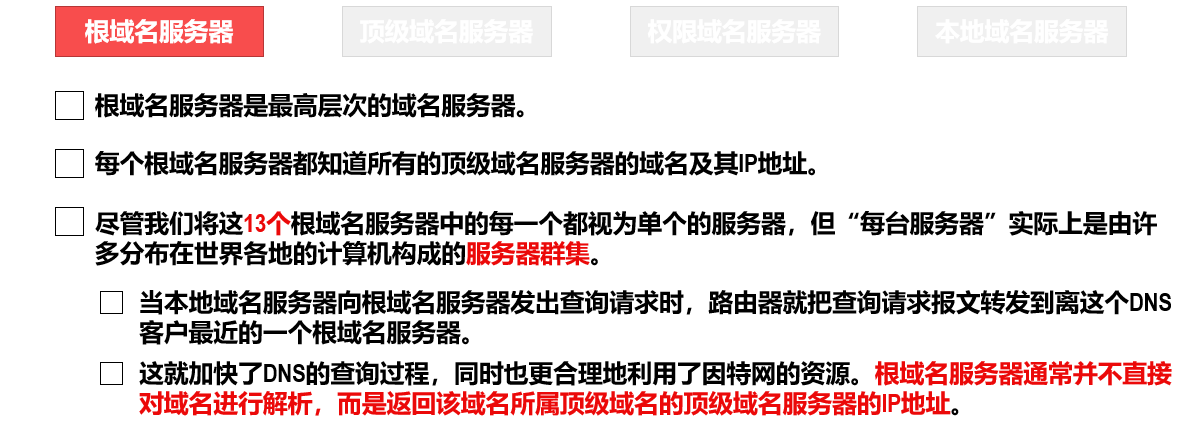 根域名服务器
顶级域名服务器
权限域名服务器
本地域名服务器
根域名服务器是最高层次的域名服务器。
每个根域名服务器都知道所有的顶级域名服务器的域名及其IP地址。
尽管我们将这13个根域名服务器中的每一个都视为单个的服务器，但“每台服务器”实际上是由许
多分布在世界各地的计算机构成的服务器群集。
当本地域名服务器向根域名服务器发出查询请求时，路由器就把查询请求报文转发到离这个DNS
客户最近的一个根域名服务器。
这就加快了DNS的查询过程，同时也更合理地利用了因特网的资源。根域名服务器通常并不直接
对域名进行解析，而是返回该域名所属顶级域名的顶级域名服务器的IP地址。